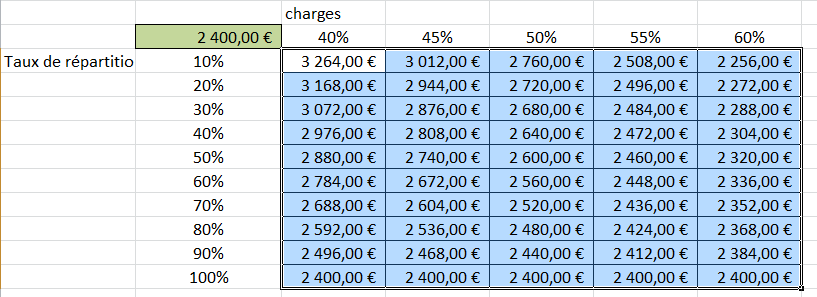 charges
2 400,00 € 40% 45% 50% 55% 60%
Taux de répartitio 10% 3 264,00 € 3 012,00 € 2 760,00 € 2 508,00 € 2 256,00 €
20% 3 168,00 € 2 944,00 € 2 720,00 € 2 496,00 € 2 272,00 €
30% 3 072,00 € 2 876,00 € 2 680,00 € 2 484,00 € 2 288,00 €
40% 2 976,00 € 2 808,00 € 2 640,00 € 2 472,00 € 2 304,00 €
50% 2 880,00 € 2 740,00 € 2 600,00 € 2 460,00 € 2 320,00 €
60% 2 784,00 € 2 672,00 € 2 560,00 € 2 448,00 € 2 336,00 €
70% 2 688,00 € 2 604,00 € 2 520,00 € 2 436,00 € 2 352,00 €
80% 2 592,00 € 2 536,00 € 2 480,00 € 2 424,00 € 2 368,00 €
90% 2 496,00 € 2 468,00 € 2 440,00 € 2 412,00 € 2 384,00 €
100% 2 400,00 € 2 400,00 € 2 400,00 € 2 400,00 € 2 400,00 €